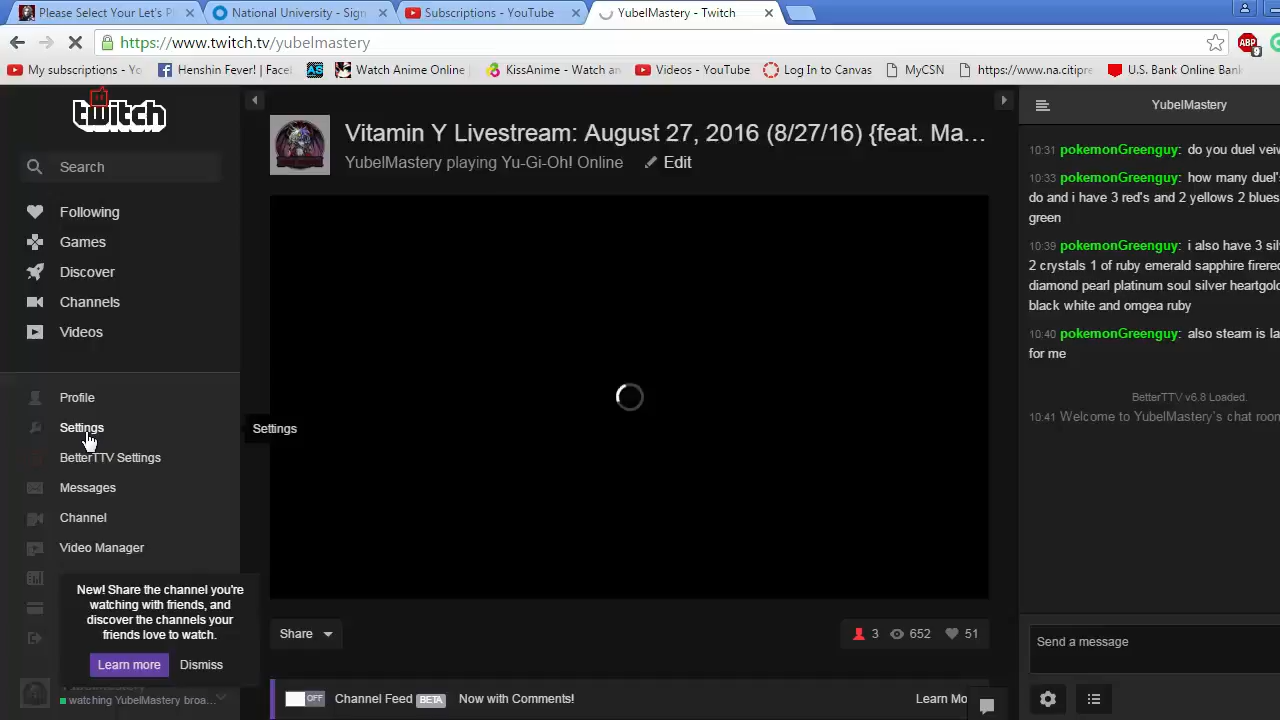 Please Select Your Let's P
National University - Sign
Subscriptions - YouTube
YubelMastery - Twitch
https://www.twitch.tv/yubelmastery
ABP
9
My subscriptions - Yo
Henshin Fever! | Facel
AS
Watch Anime Online
KissAnime - Watch an
Videos - YouTube
Log In to Canvas
MyCSN
https://www.na.citipre
U.S. Bank Online Bank
twitch
Search
Following
Games
Discover
Channels
Videos
Profile
Settings
BetterTTV Settings
Messages
Channel
Video Manager
New! Share the channel you're
watching with friends, and
discover the channels your
friends love to watch.
Learn more
Dismiss
watching YubelMastery broa...
Settings
Vitamin Y Livestream: August 27, 2016 (8/27/16) {feat. Ma...
YubelMastery playing Yu-Gi-Oh! Online
Edit
Share
3
652
51
OFF
Channel Feed BETA Now with Comments!
Learn Mo
YubelMastery
10:31 pokemonGreenguy: do you duel veiw
10:33 pokemonGreenguy: how many duel's
do and i have 3 red's and 2 yellows 2 blues
green
10:39 pokemonGreenguy: i also have 3 sil
2 crystals 1 of ruby emerald sapphire firered
diamond pearl platinum soul silver heartgold
black white and omgea ruby
10:40 pokemonGreenguy: also steam is la
for me
BetterTTV v6.8 Loaded.
10:41 Welcome to YubelMastery's chat room
Send a message